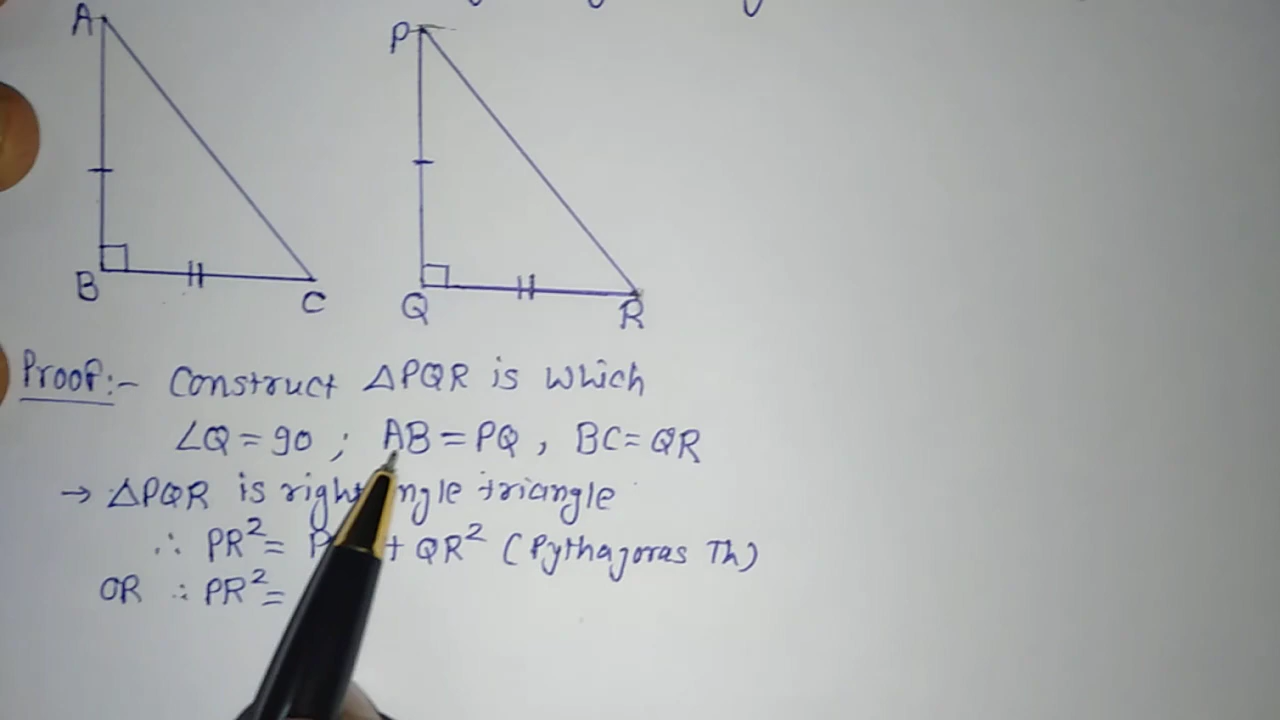 A
P
B
C
Q
R
Proof:- Construct △PQR is which
∠Q = 90 ; AB = PQ , BC = QR
→ △PQR is right angle triangle
∴ PR² = P + QR² (Pythagoras Th)
OR ∴ PR² =